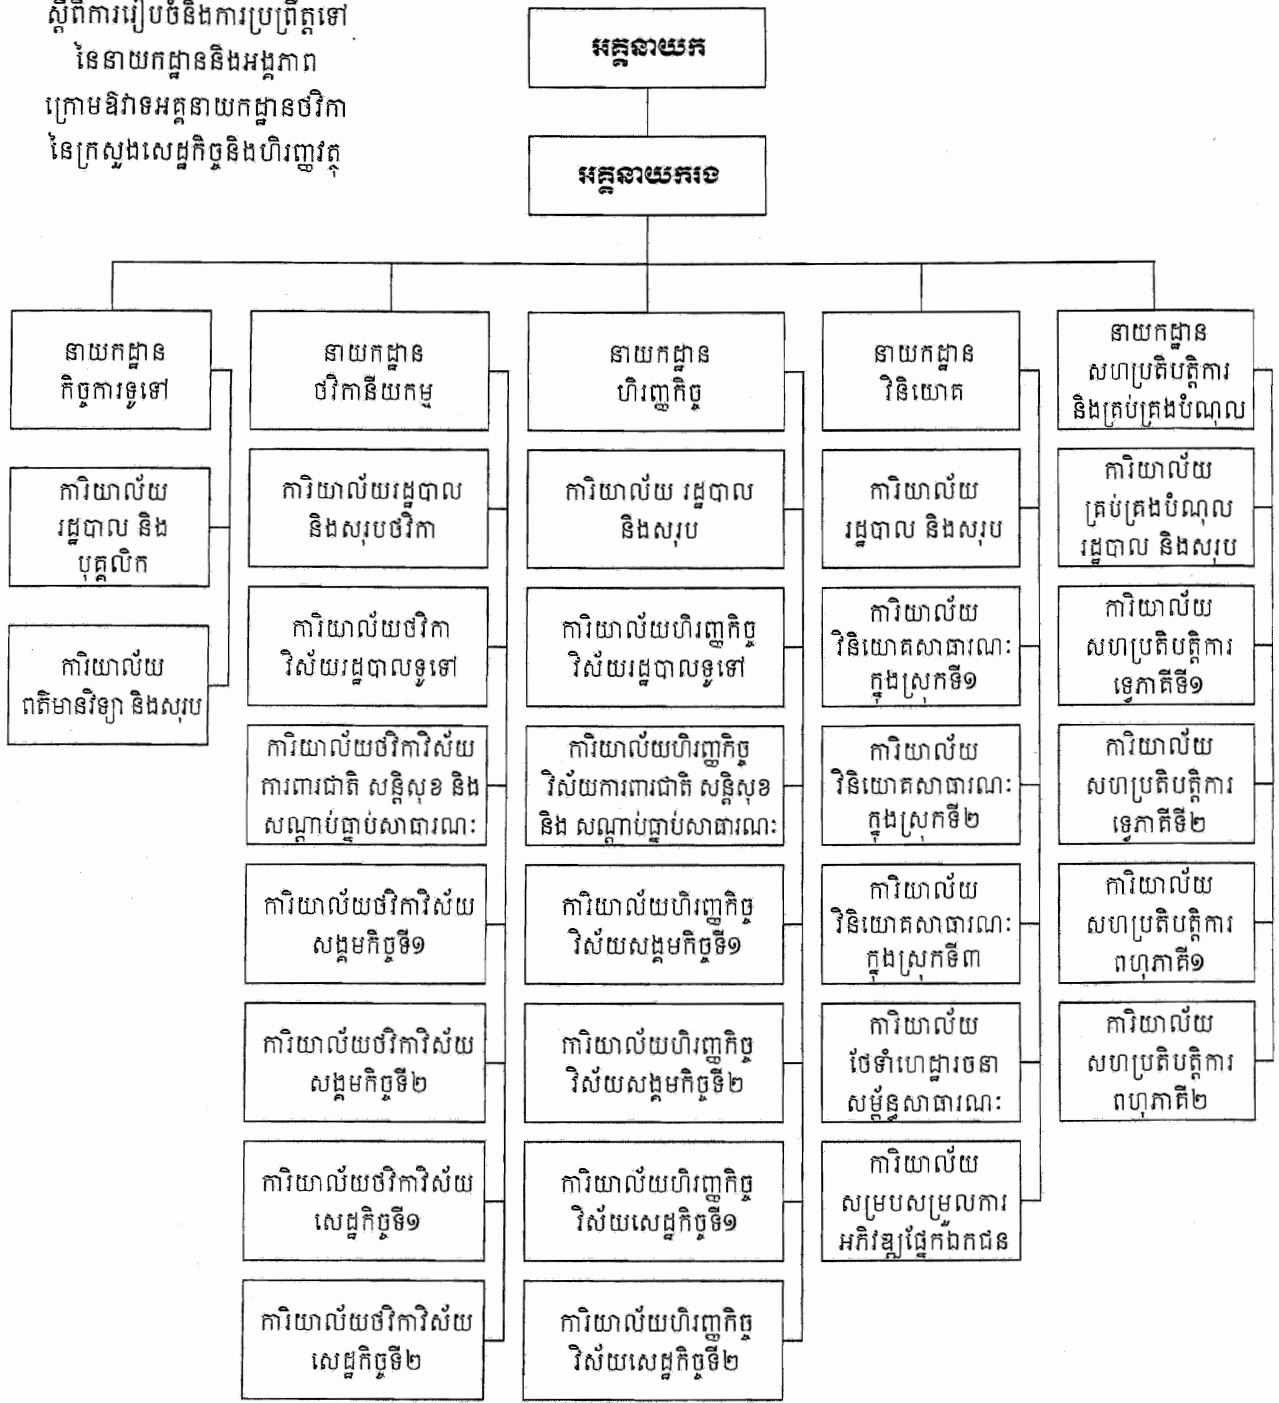 ស្តីពីការរៀបចំនិងការប្រព្រឹត្តទៅ
នៃនាយកដ្ឋាននិងអង្គភាព
ក្រោមឱវាទអគ្គនាយកដ្ឋានថវិកា
នៃក្រសួងសេដ្ឋកិច្ចនិងហិរញ្ញវត្ថុ
អគ្គនាយក
អគ្គនាយករង
នាយកដ្ឋាន
កិច្ចការទូទៅ
ការិយាល័យ
រដ្ឋបាល និង
បុគ្គលិក
ការិយាល័យ
ពត៌មានវិទ្យា និងសរុប
នាយកដ្ឋាន
ថវិកានីយកម្ម
ការិយាល័យរដ្ឋបាល
និងសរុបថវិកា
ការិយាល័យថវិកា
វិស័យរដ្ឋបាលទូទៅ
ការិយាល័យថវិកាវិស័យ
ការពារជាតិ សន្តិសុខ និង
សណ្តាប់ធ្នាប់សាធារណៈ
ការិយាល័យថវិកាវិស័យ
សង្គមកិច្ចទី១
ការិយាល័យថវិកាវិស័យ
សង្គមកិច្ចទី២
ការិយាល័យថវិកាវិស័យ
សេដ្ឋកិច្ចទី១
ការិយាល័យថវិកាវិស័យ
សេដ្ឋកិច្ចទី២
នាយកដ្ឋាន
ហិរញ្ញកិច្ច
ការិយាល័យ រដ្ឋបាល
និងសរុប
ការិយាល័យហិរញ្ញកិច្ច
វិស័យរដ្ឋបាលទូទៅ
ការិយាល័យហិរញ្ញកិច្ច
វិស័យការពារជាតិ សន្តិសុខ
និង សណ្តាប់ធ្នាប់សាធារណៈ
ការិយាល័យហិរញ្ញកិច្ច
វិស័យសង្គមកិច្ចទី១
ការិយាល័យហិរញ្ញកិច្ច
វិស័យសង្គមកិច្ចទី២
ការិយាល័យហិរញ្ញកិច្ច
វិស័យសេដ្ឋកិច្ចទី១
ការិយាល័យហិរញ្ញកិច្ច
វិស័យសេដ្ឋកិច្ចទី២
នាយកដ្ឋាន
វិនិយោគ
ការិយាល័យ
រដ្ឋបាល និងសរុប
ការិយាល័យ
វិនិយោគសាធារណៈ
ក្នុងស្រុកទី១
ការិយាល័យ
វិនិយោគសាធារណៈ
ក្នុងស្រុកទី២
ការិយាល័យ
វិនិយោគសាធារណៈ
ក្នុងស្រុកទី៣
ការិយាល័យ
ថែទាំហេដ្ឋារចនា
សម្ព័ន្ធសាធារណៈ
ការិយាល័យ
សម្របសម្រួលការ
អភិវឌ្ឍផ្នែកឯកជន
នាយកដ្ឋាន
សហប្រតិបត្តិការ
និងគ្រប់គ្រងបំណុល
ការិយាល័យ
គ្រប់គ្រងបំណុល
រដ្ឋបាល និងសរុប
ការិយាល័យ
សហប្រតិបត្តិការ
ទ្វេភាគីទី១
ការិយាល័យ
សហប្រតិបត្តិការ
ទ្វេភាគីទី២
ការិយាល័យ
សហប្រតិបត្តិការ
ពហុភាគី១
ការិយាល័យ
សហប្រតិបត្តិការ
ពហុភាគី២